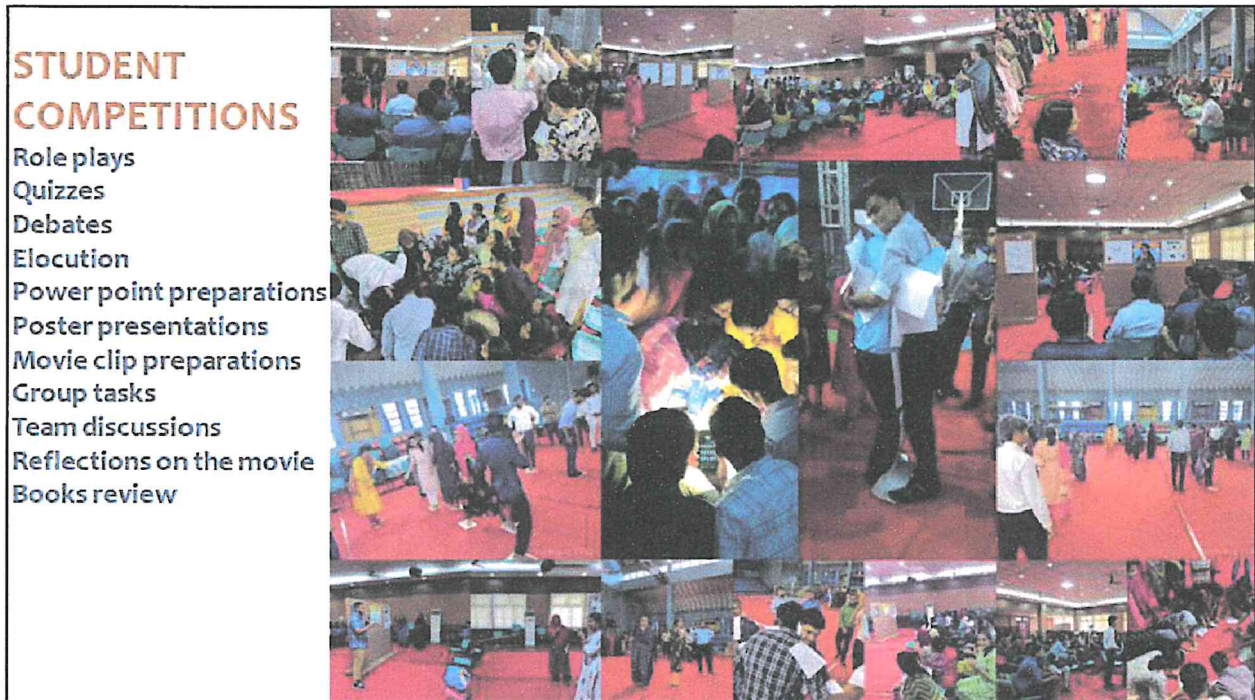 STUDENT
COMPETITIONS
Role plays
Quizzes
Debates
Elocution
Power point preparations
Poster presentations
Movie clip preparations
Group tasks
Team discussions
Reflections on the movie
Books review